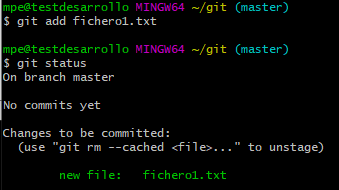 mpe@testdesarrollo MINGW64 ~/git (master)
$ git add fichero1.txt
mpe@testdesarrollo MINGW64 ~/git (master)
$ git status
On branch master
No commits yet
Changes to be committed:
  (use "git rm --cached <file>..." to unstage)
        new file:   fichero1.txt